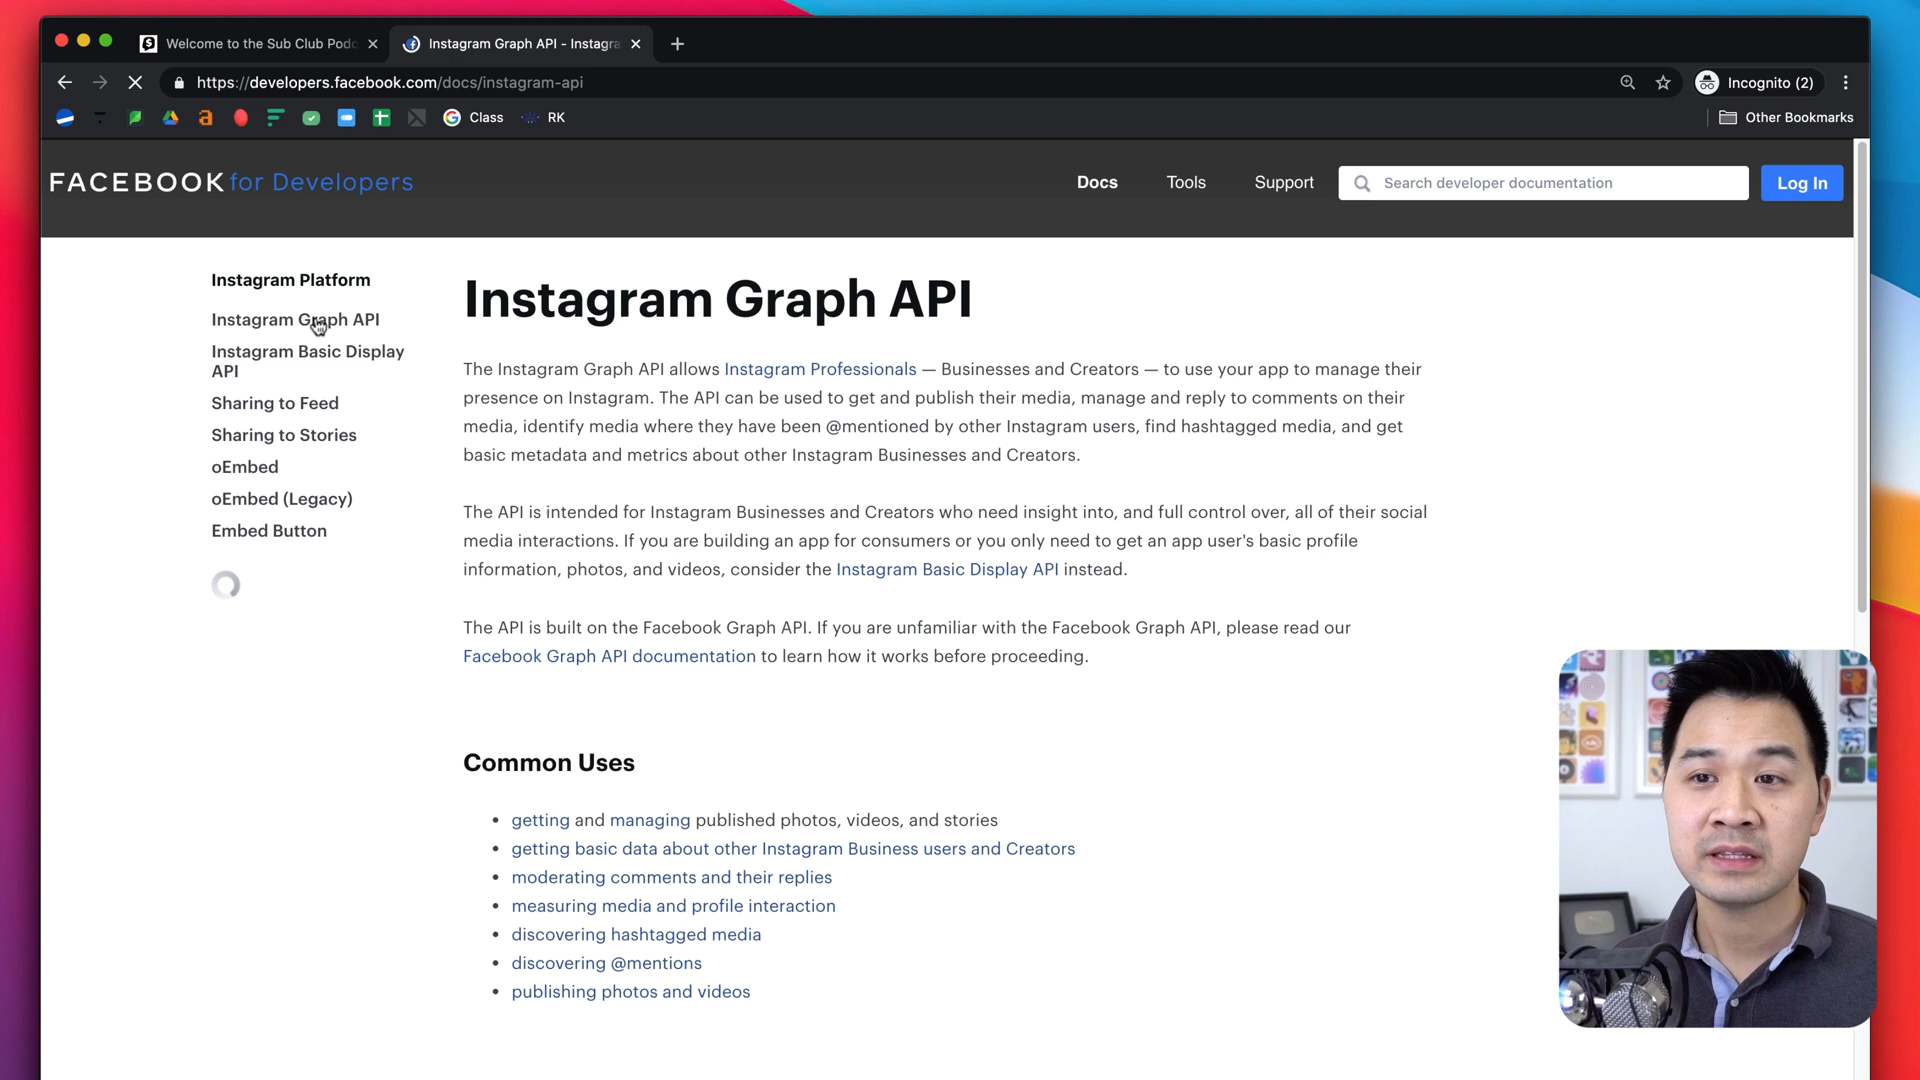 Welcome to the Sub Club Podc
Instagram Graph API - Instagra
https://developers.facebook.com/docs/instagram-api
Incognito (2)
Class
RK
Other Bookmarks
FACEBOOK for Developers
Docs
Tools
Support
Search developer documentation
Log In
Instagram Platform
Instagram Graph API
Instagram Basic Display
API
Sharing to Feed
Sharing to Stories
oEmbed
oEmbed (Legacy)
Embed Button
Instagram Graph API
The Instagram Graph API allows Instagram Professionals — Businesses and Creators — to use your app to manage their
presence on Instagram. The API can be used to get and publish their media, manage and reply to comments on their
media, identify media where they have been @mentioned by other Instagram users, find hashtagged media, and get
basic metadata and metrics about other Instagram Businesses and Creators.
The API is intended for Instagram Businesses and Creators who need insight into, and full control over, all of their social
media interactions. If you are building an app for consumers or you only need to get an app user's basic profile
information, photos, and videos, consider the Instagram Basic Display API instead.
The API is built on the Facebook Graph API. If you are unfamiliar with the Facebook Graph API, please read our
Facebook Graph API documentation to learn how it works before proceeding.
Common Uses
• getting and managing published photos, videos, and stories
• getting basic data about other Instagram Business users and Creators
• moderating comments and their replies
• measuring media and profile interaction
• discovering hashtagged media
• discovering @mentions
• publishing photos and videos